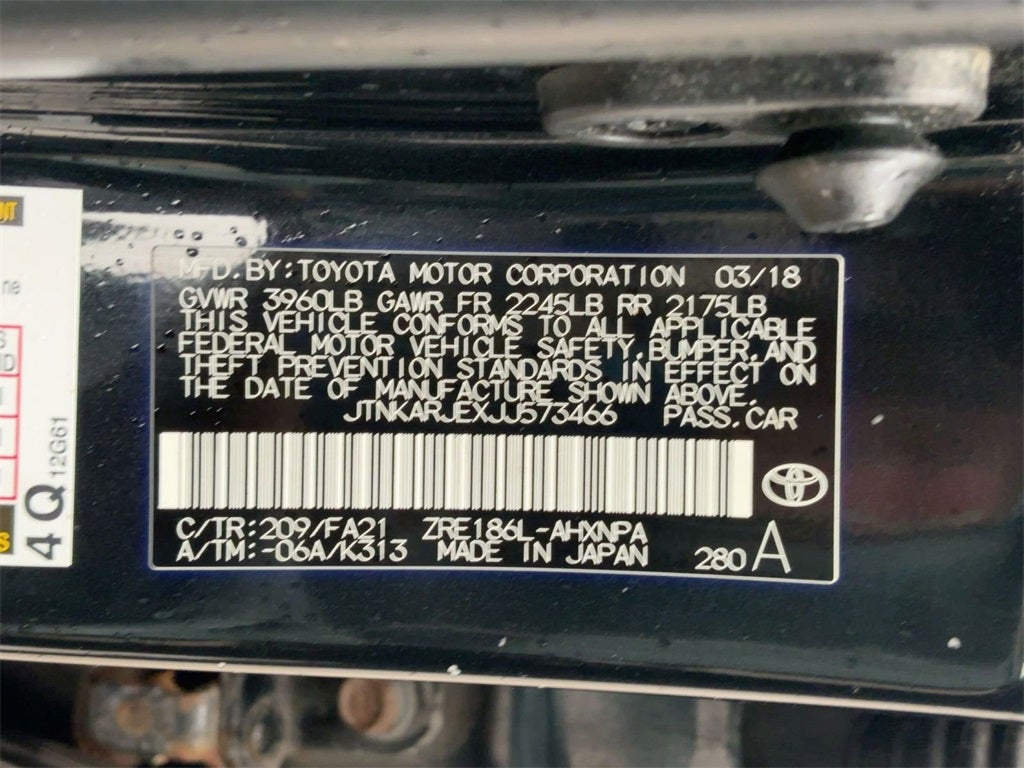 MFD.BY:TOYOTA MOTOR CORPORATION 03/18
GVWR 3960LB GAWR FR 2245LB RR 2175LB
THIS VEHICLE CONFORMS TO ALL APPLICABLE
FEDERAL MOTOR VEHICLE SAFETY,BUMPER,AND
THEFT PREVENTION STANDARDS IN EFFECT ON
THE DATE OF MANUFACTURE SHOWN ABOVE.
JTNKARJEXJJ573466 PASS.CAR
C/TR:209/FA21 ZRE186L-AHXNPA
A/TM:-06A/K313 MADE IN JAPAN 280 A
4Q 12G61